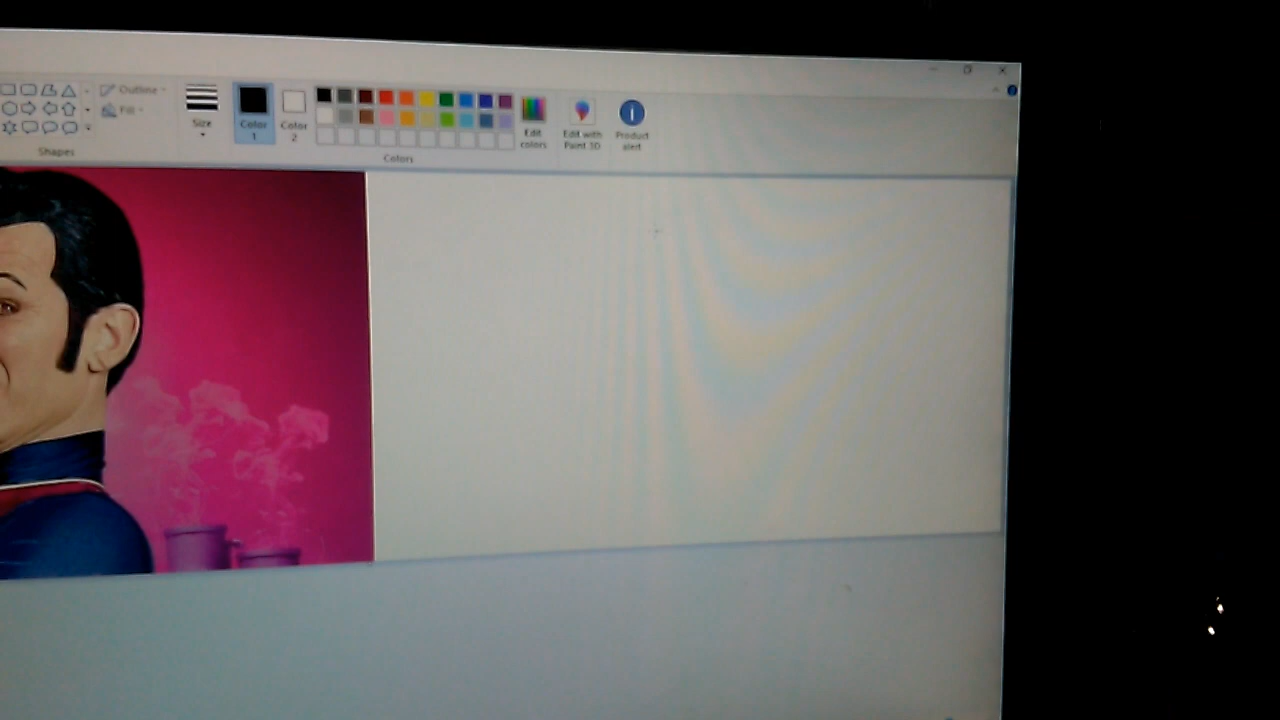 Outline
Fill
Shapes
Size
Color
1
Color
2
Colors
Edit
colors
Edit with
Paint 3D
Product
alert